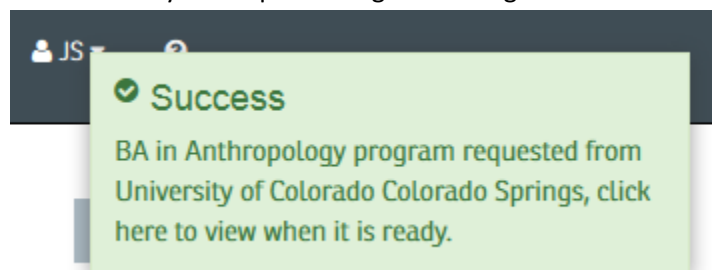 JS
Success
BA in Anthropology program requested from
University of Colorado Colorado Springs, click
here to view when it is ready.